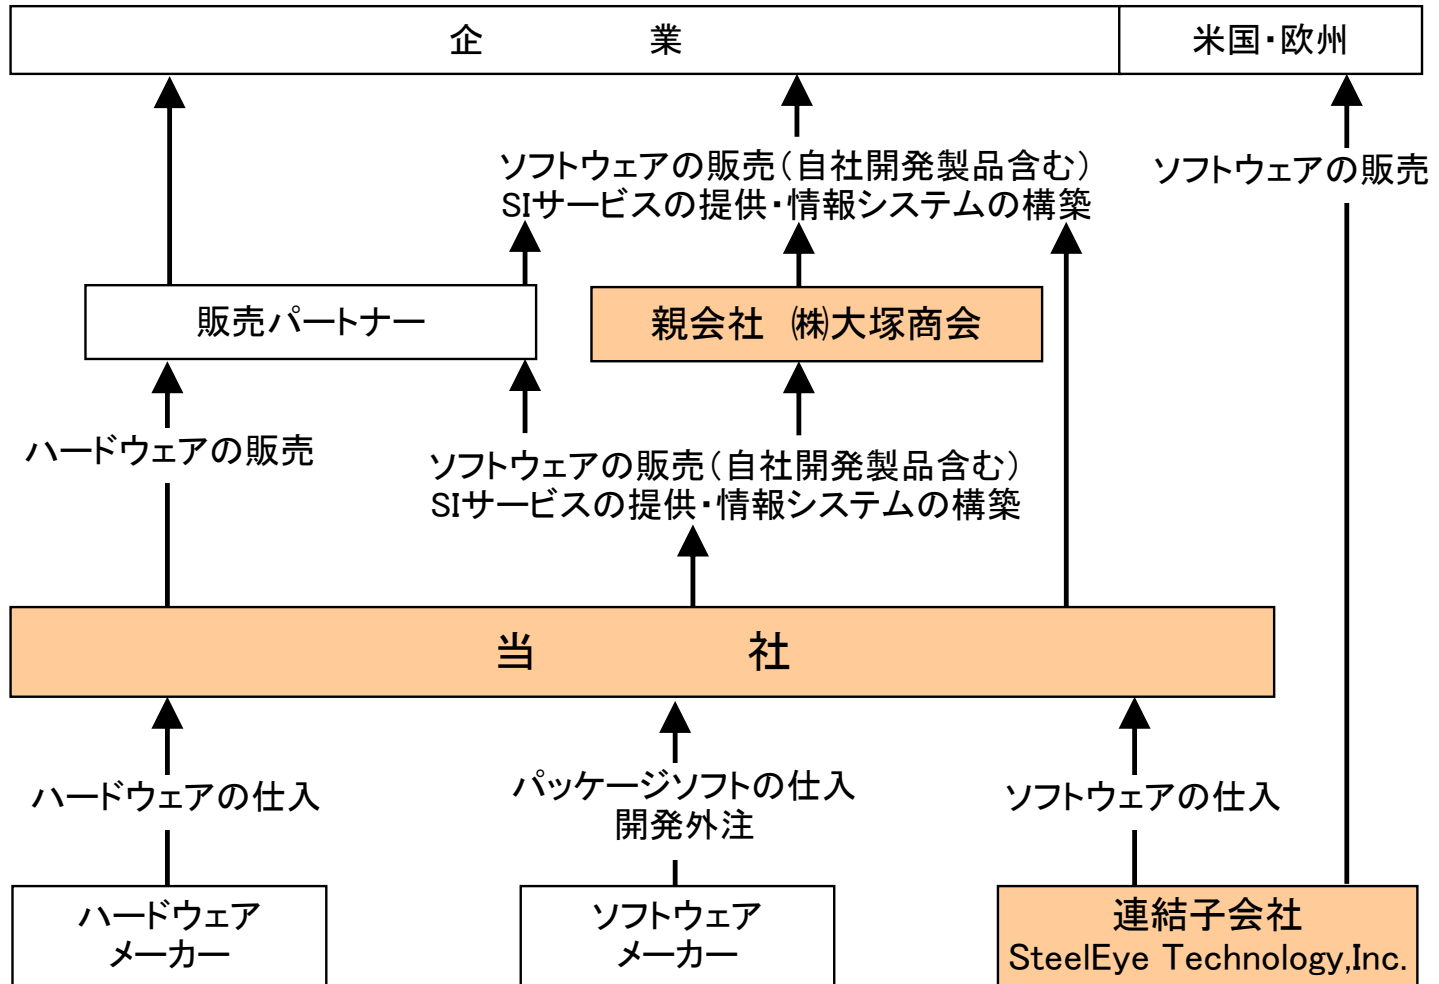 企　業
米国・欧州
ソフトウェアの販売（自社開発製品含む）
SIサービスの提供・情報システムの構築
ソフトウェアの販売
販売パートナー
親会社 ㈱大塚商会
ハードウェアの販売
ソフトウェアの販売（自社開発製品含む）
SIサービスの提供・情報システムの構築
当　社
ハードウェアの仕入
パッケージソフトの仕入
開発外注
ソフトウェアの仕入
ハードウェア
メーカー
ソフトウェア
メーカー
連結子会社
SteelEye Technology,Inc.